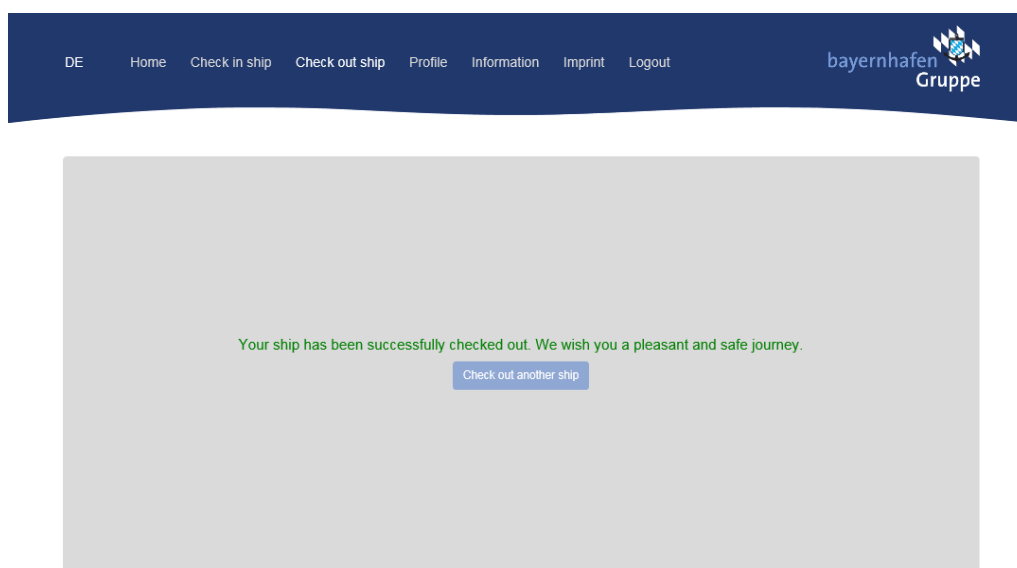 DE Home Check in ship Check out ship Profile Information Imprint Logout
bayernhafen
Gruppe
Your ship has been successfully checked out. We wish you a pleasant and safe journey.
Check out another ship